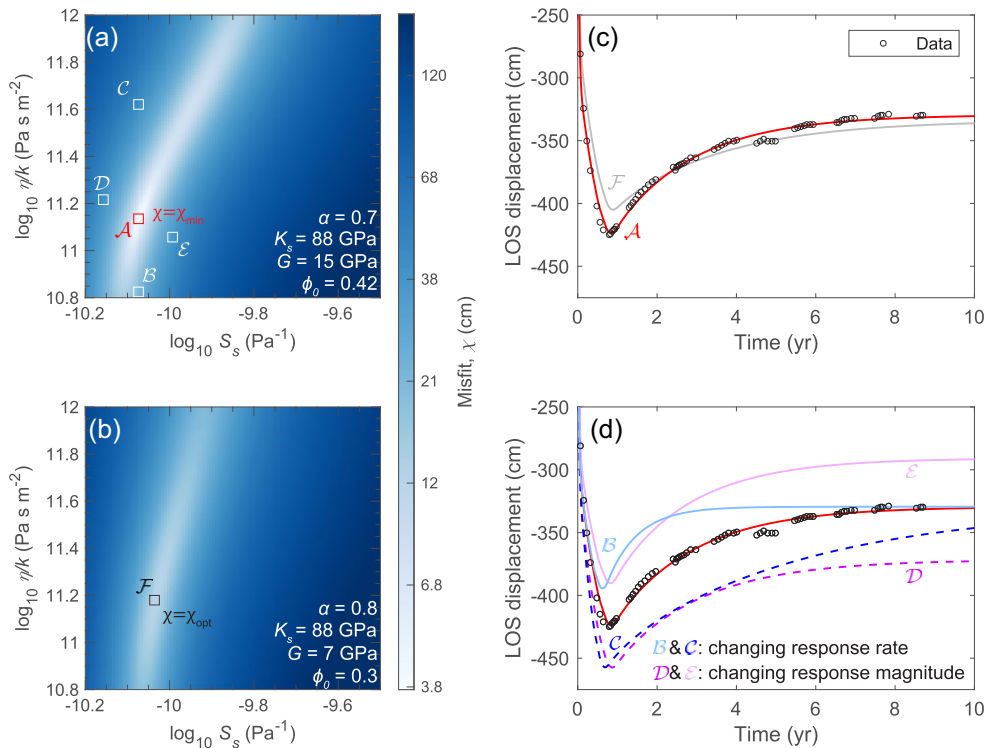 (a)
12
11.8
11.6
11.4
11.2
11
10.8
log10 η/k (Pa s m-2)
C
D
A
χ=χmin
E
B
α = 0.7
Ks = 88 GPa
G = 15 GPa
ϕ0 = 0.42
-10.2
-10
-9.8
-9.6
log10 Ss (Pa-1)
120
68
38
21
12
6.8
3.8
Misfit, χ (cm)
(c)
Data
-250
-300
-350
-400
-450
LOS displacement (cm)
F
A
0
2
4
6
8
10
Time (yr)
(b)
12
11.8
11.6
11.4
11.2
11
10.8
log10 η/k (Pa s m-2)
F
χ=χopt
α = 0.8
Ks = 88 GPa
G = 7 GPa
ϕ0 = 0.3
-10.2
-10
-9.8
-9.6
log10 Ss (Pa-1)
(d)
-250
-300
-350
-400
-450
LOS displacement (cm)
E
B
D
C
B & C: changing response rate
D & E: changing response magnitude
0
2
4
6
8
10
Time (yr)